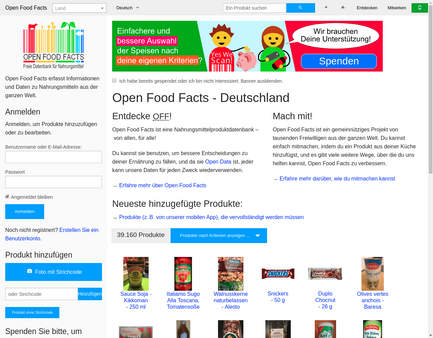 Open Food Facts
Land
Deutsch
Ein Produkt suchen
Entdecken
Mitwirken
OPEN FOOD FACTS
Freie Datenbank für Nahrungsmittel
Open Food Facts erfasst Informationen
und Daten zu Nahrungsmitteln aus der
ganzen Welt.
Anmelden
Anmelden, um Produkte hinzuzufügen
oder zu bearbeiten.
Benutzername oder E-Mail-Adresse:
Passwort
Angemeldet bleiben
Anmelden
Noch nicht registriert? Erstellen Sie ein
Benutzerkonto.
Produkt hinzufügen
Foto mit Strichcode
oder Strichcode
Hinzufügen
Produkt ohne Strichcode
Spenden Sie bitte, um
Einfachere und
bessere Auswahl
der Speisen nach
deine eigenen Kriterien?
Yes we
Scan!
Wir brauchen
Deine Unterstützung!
Spenden
Ich habe bereits gespendet oder ich bin nicht interessiert. Banner ausblenden.
Open Food Facts - Deutschland
Entdecke OFF!
Open Food Facts ist eine Nahrungsmittelproduktdatenbank –
von allen, für alle!
Du kannst sie benutzen, um bessere Entscheidungen zu
deiner Ernährung zu fällen, und da sie Open Data ist, jeder
kann unsere Daten für jeden Zweck wiederverwenden.
→ Erfahre mehr über Open Food Facts
Mach mit!
Open Food Facts ist ein gemeinnütziges Projekt von
tausenden Freiwilligen aus der ganzen Welt. Du kannst
einfach mitmachen, indem du ein Produkt aus deiner Küche
hinzufügst, und es gibt viele weitere Wege, über die du uns
helfen kannst, Open Food Facts zu verbessern.
→ Erfahre mehr darüber, wie du mitmachen kannst
Neueste hinzugefügte Produkte:
→ Produkte (z. B. von unserer mobilen App), die vervollständigt werden müssen
39.160 Produkte
Produkte nach Kriterien anzeigen ...
Sauce Soja -
Kikkoman
- 250 ml
Italiamo Sugo
Alla Toscana,
Tomatensoße
Walnusskerne
naturbelassen
- Alesto
Snickers
- 50 g
Duplo
Chocnut
- 26 g
Olives vertes
anchois -
Baresa